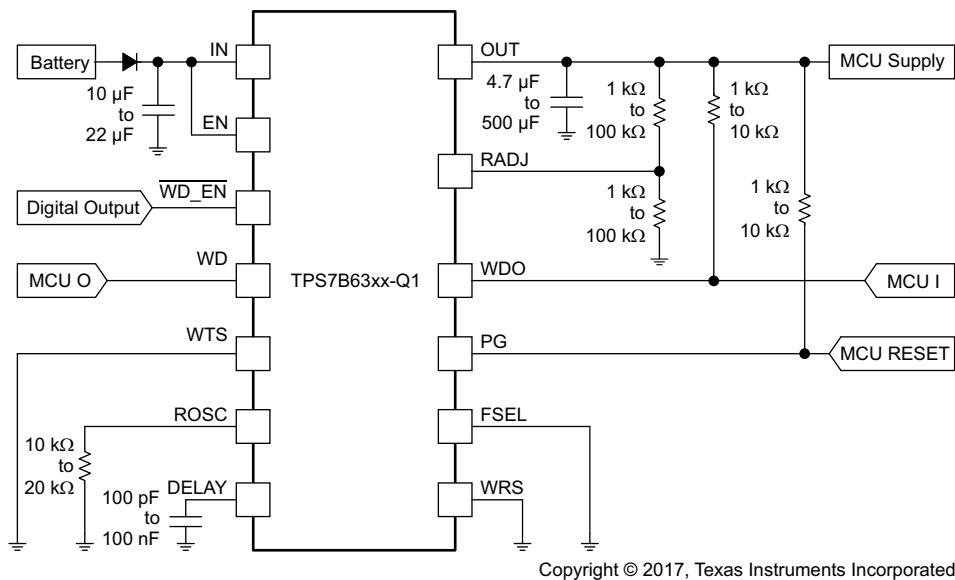 IN
OUT
Battery
MCU Supply
10 µF
to
22 µF
4.7 µF
to
500 µF
1 kΩ
to
100 kΩ
1 kΩ
to
10 kΩ
EN
RADJ
WD_EN
Digital Output
1 kΩ
to
100 kΩ
1 kΩ
to
10 kΩ
WD
MCU O
TPS7B63xx-Q1
WDO
MCU I
WTS
PG
MCU RESET
ROSC
FSEL
10 kΩ
to
20 kΩ
DELAY
100 pF
to
100 nF
WRS
Copyright © 2017, Texas Instruments Incorporated